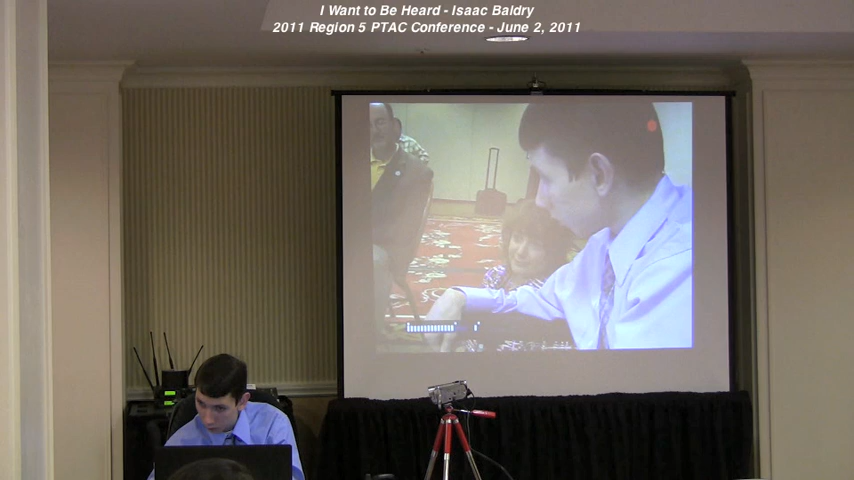 I Want to Be Heard - Isaac Baldry
2011 Region 5 PTAC Conference - June 2, 2011